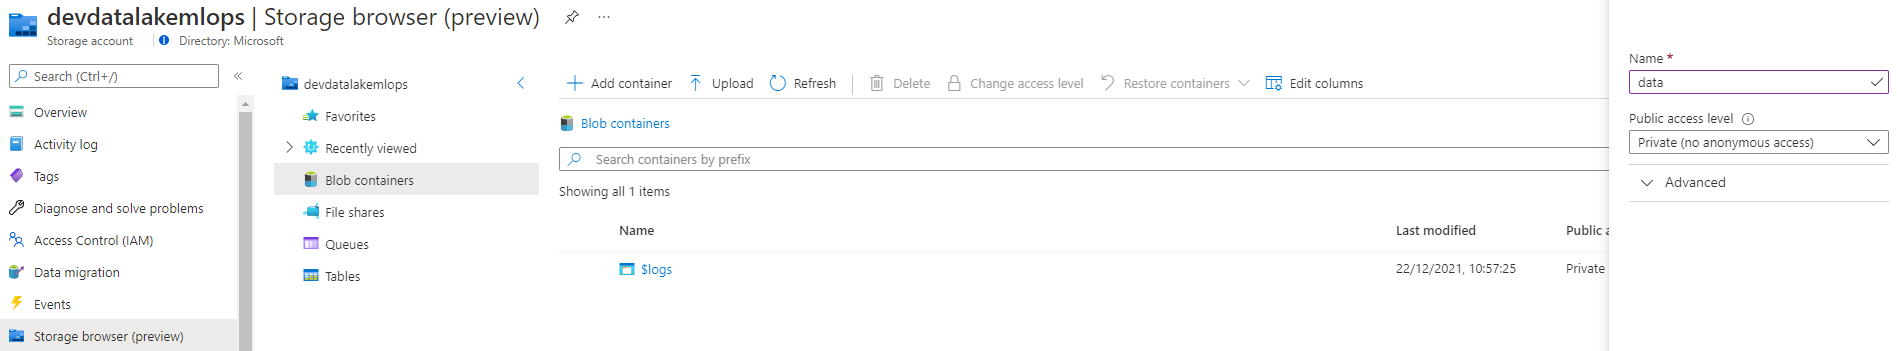 devdatalakemlops | Storage browser (preview) ...
Storage account Directory: Microsoft
Search (Ctrl+/)
Overview
Activity log
Tags
Diagnose and solve problems
Access Control (IAM)
Data migration
Events
Storage browser (preview)
devdatalakemlops
Favorites
Recently viewed
Blob containers
File shares
Queues
Tables
Add container Upload Refresh Delete Change access level Restore containers Edit columns
Blob containers
Search containers by prefix
Showing all 1 items
Name Last modified Public a
$logs 22/12/2021, 10:57:25 Private
Name *
data
Public access level
Private (no anonymous access)
Advanced